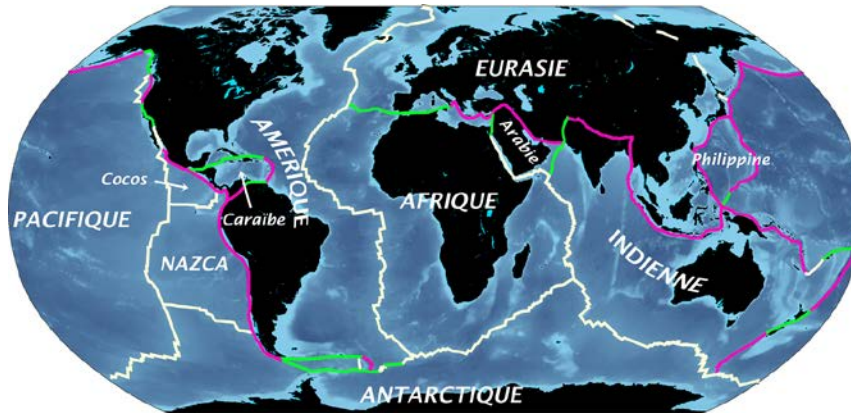 EURASIE
AMERIQUE
Arabie
Philippine
Cocos
AFRIQUE
PACIFIQUE
Caraïbe
NAZCA
INDIENNE
ANTARCTIQUE